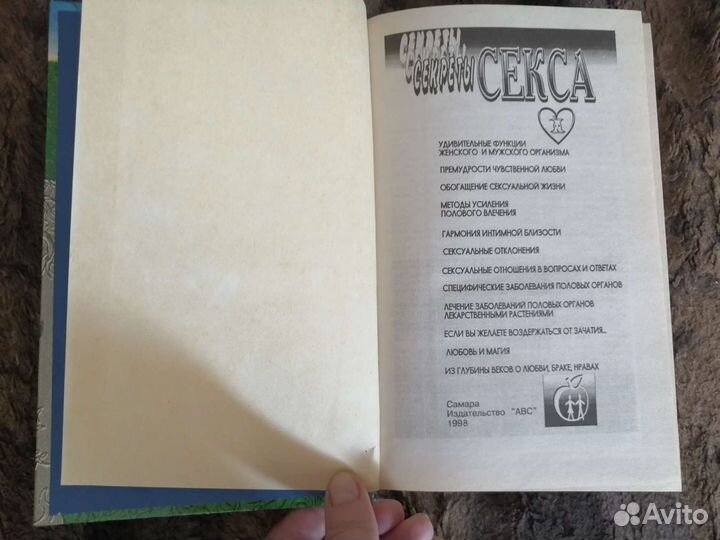 СЕКРЕТЫ
СЕКРЕТЫ СЕКСА
УДИВИТЕЛЬНЫЕ ФУНКЦИИ
ЖЕНСКОГО И МУЖСКОГО ОРГАНИЗМА
ПРЕМУДРОСТИ ЧУВСТВЕННОЙ ЛЮБВИ
ОБОГАЩЕНИЕ СЕКСУАЛЬНОЙ ЖИЗНИ
МЕТОДЫ УСИЛЕНИЯ
ПОЛОВОГО ВЛЕЧЕНИЯ
ГАРМОНИЯ ИНТИМНОЙ БЛИЗОСТИ
СЕКСУАЛЬНЫЕ ОТКЛОНЕНИЯ
СЕКСУАЛЬНЫЕ ОТНОШЕНИЯ В ВОПРОСАХ И ОТВЕТАХ
СПЕЦИФИЧЕСКИЕ ЗАБОЛЕВАНИЯ ПОЛОВЫХ ОРГАНОВ
ЛЕЧЕНИЕ ЗАБОЛЕВАНИЙ ПОЛОВЫХ ОРГАНОВ
ЛЕКАРСТВЕННЫМИ РАСТЕНИЯМИ
ЕСЛИ ВЫ ЖЕЛАЕТЕ ВОЗДЕРЖАТЬСЯ ОТ ЗАЧАТИЯ...
ЛЮБОВЬ И МАГИЯ
ИЗ ГЛУБИНЫ ВЕКОВ О ЛЮБВИ, БРАКЕ, НРАВАХ
Самара
Издательство "АВС"
1998
Avito